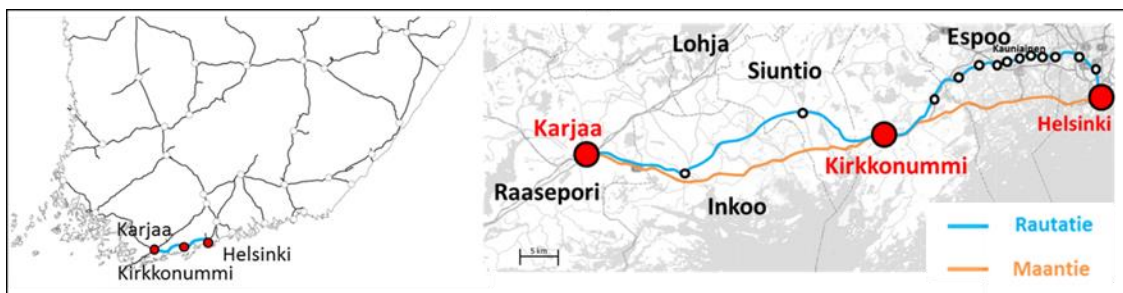 Karjaa
Helsinki
Kirkkonummi
Lohja
Espoo
Kauniainen
Siuntio
Karjaa
Helsinki
Kirkkonummi
Raasepori
Inkoo
Rautatie
Maantie
5 km